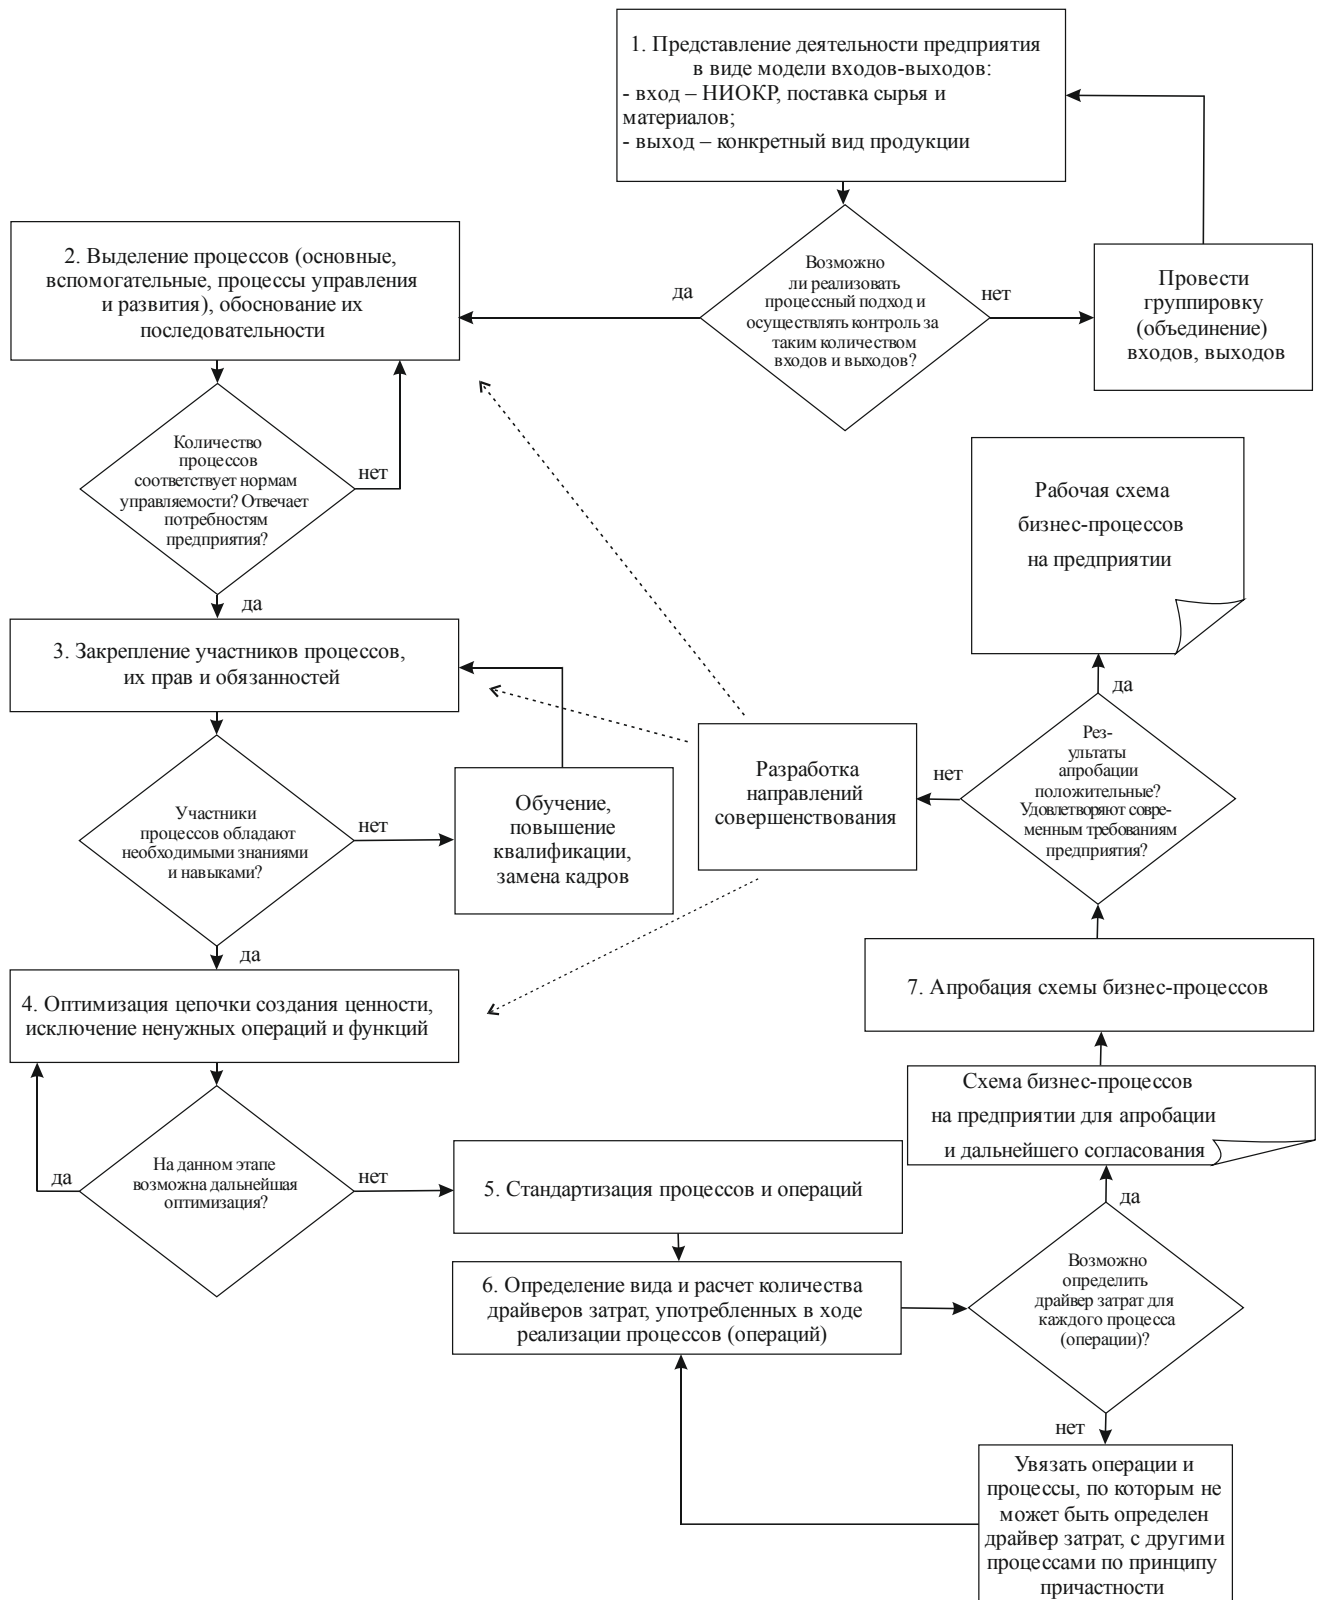 1. Представление деятельности предприятия
в виде модели входов-выходов:
- вход – НИОКР, поставка сырья и
материалов;
- выход – конкретный вид продукции
Возможно
ли реализовать
процессный подход и
осуществлять контроль за
таким количеством
входов и выходов?
да
нет
Провести
группировку
(объединение)
входов, выходов
2. Выделение процессов (основные,
вспомогательные, процессы управления
и развития), обоснование их
последовательности
Количество
процессов
соответствует нормам
управляемости? Отвечает
потребностям
предприятия?
нет
да
3. Закрепление участников процессов,
их прав и обязанностей
Участники
процессов обладают
необходимыми знаниями
и навыками?
нет
Обучение,
повышение
квалификации,
замена кадров
да
4. Оптимизация цепочки создания ценности,
исключение ненужных операций и функций
На данном этапе
возможна дальнейшая
оптимизация?
да
нет
5. Стандартизация процессов и операций
6. Определение вида и расчет количества
драйверов затрат, употребленных в ходе
реализации процессов (операций)
Возможно
определить
драйвер затрат для
каждого процесса
(операции)?
нет
Увязать операции и
процессы, по которым не
может быть определен
драйвер затрат, с другими
процессами по принципу
причастности
да
Схема бизнес-процессов
на предприятии для апробации
и дальнейшего согласования
7. Апробация схемы бизнес-процессов
Рез-
ультаты
апробации
положительные?
Удовлетворяют совре-
менным требованиям
предприятия?
нет
Разработка
направлений
совершенствования
да
Рабочая схема
бизнес-процессов
на предприятии